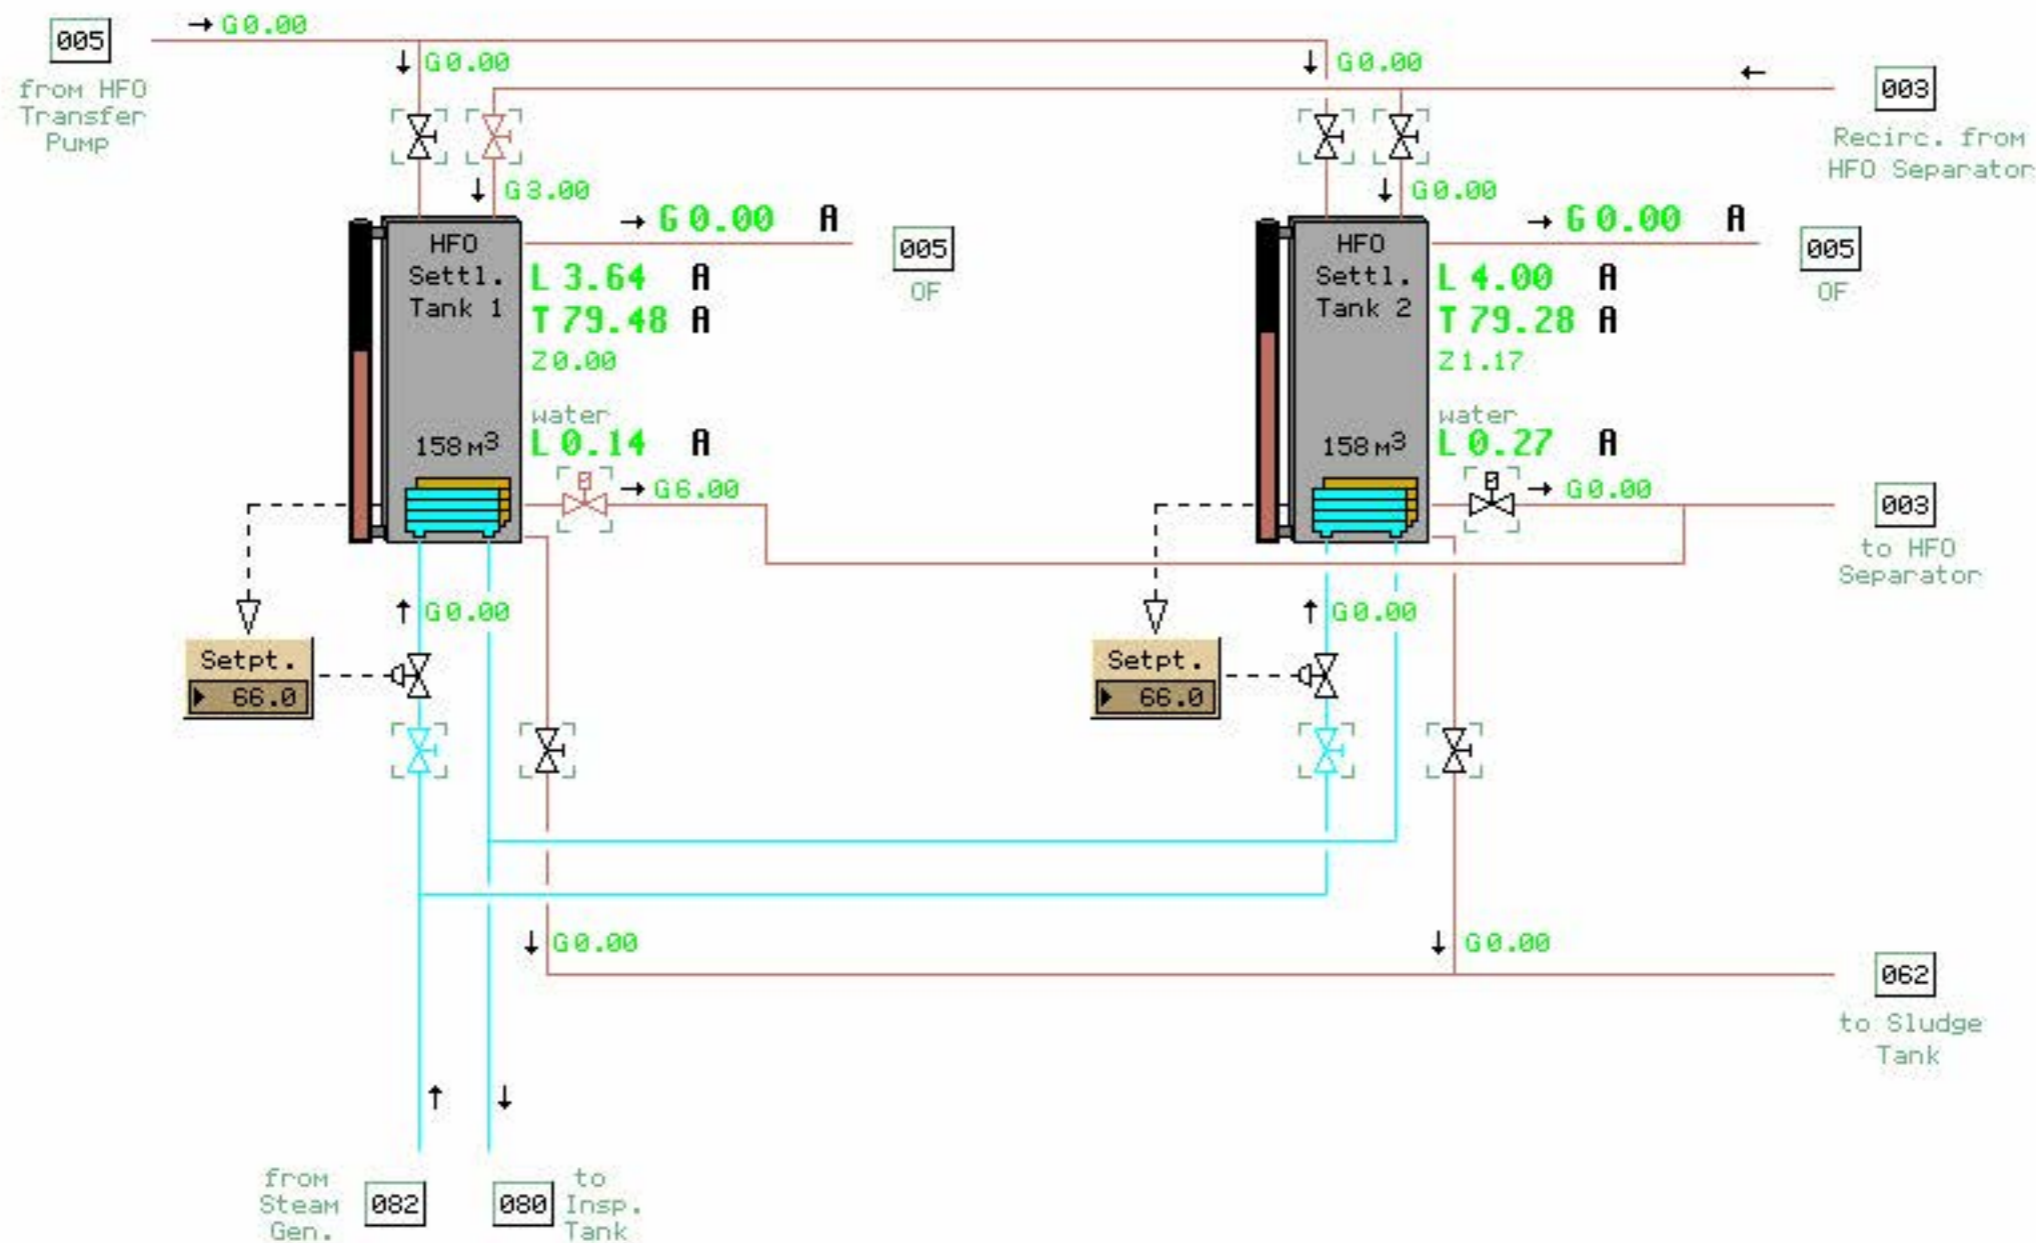 005
from HFO
Transfer
Pump
→ G0.00
↓ G0.00
↓ G0.00
←
003
Recirc. from
HFO Separator
↓ G3.00
↓ G0.00
HFO
Settl.
Tank 1
158 м3
→ G0.00 A
005
OF
L 3.64 A
T 79.48 A
Z0.00
water
L 0.14 A
→ G6.00
HFO
Settl.
Tank 2
158 м3
→ G0.00 A
005
OF
L 4.00 A
T 79.28 A
Z1.17
water
L 0.27 A
→ G0.00
003
to HFO
Separator
↑ G0.00
Setpt.
66.0
↑ G0.00
Setpt.
66.0
↓ G0.00
↓ G0.00
062
to Sludge
Tank
↑
↓
from
Steam
Gen.
082
080
to
Insp.
Tank